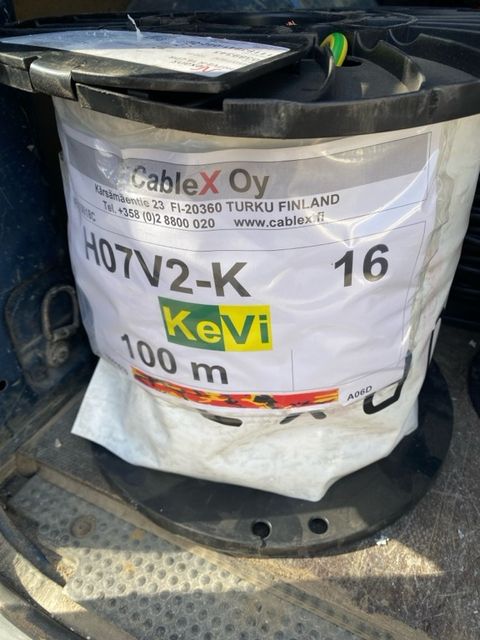 CableX Oy
Kärsämäentie 23 FI-20360 TURKU FINLAND
Tel. +358 (0)2 8800 020 www.cablex.fi
H07V2-K 16
KeVi
100 m
A06D